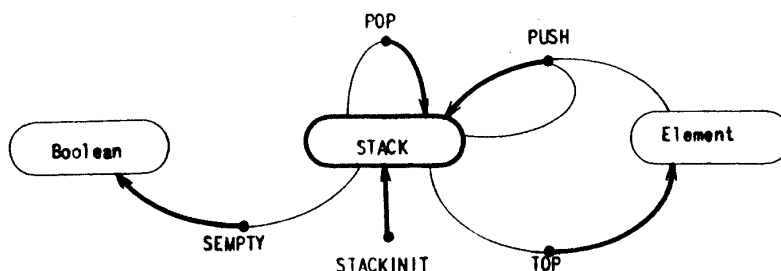 POP
PUSH
Boolean
STACK
Element
SEMPTY
STACKINIT
TOP